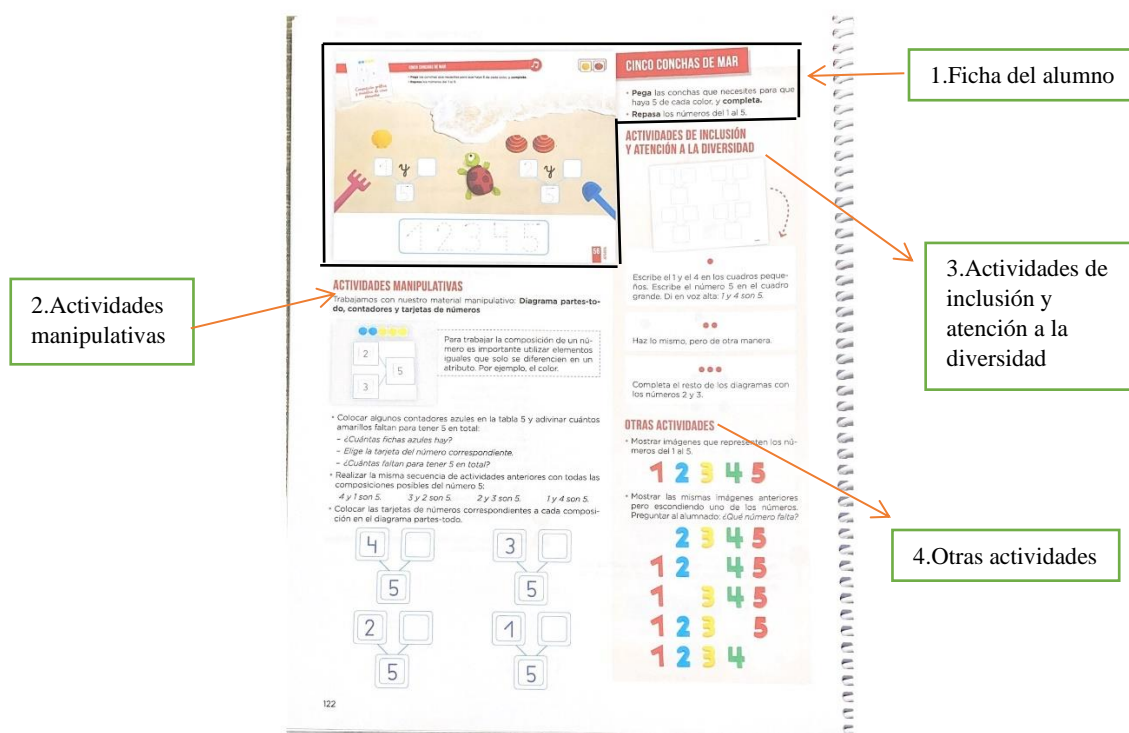 CINCO CONCHAS DE MAR
1 y
5
2 y
5
1 2 3 4 5
CINCO CONCHAS DE MAR
• Pega las conchas que necesites para que
haya 5 de cada color, y completa.
• Repasa los números del 1 al 5.
1.Ficha del alumno
ACTIVIDADES DE INCLUSIÓN
Y ATENCIÓN A LA DIVERSIDAD
Escribe el 1 y el 4 en los cuadros peque-
ños. Escribe el número 5 en el cuadro
grande. Di en voz alta: 1 y 4 son 5.
Haz lo mismo, pero de otra manera.
Completa el resto de los diagramas con
los números 2 y 3.
3.Actividades de
inclusión y
atención a la
diversidad
2.Actividades
manipulativas
ACTIVIDADES MANIPULATIVAS
Trabajamos con nuestro material manipulativo: Diagrama partes-to-
do, contadores y tarjetas de números
2
5
3
Para trabajar la composición de un nú-
mero es importante utilizar elementos
iguales que solo se diferencien en un
atributo. Por ejemplo, el color.
• Colocar algunos contadores azules en la tabla 5 y adivinar cuántos
amarillos faltan para tener 5 en total:
– ¿Cuántas fichas azules hay?
– Elige la tarjeta del número correspondiente.
– ¿Cuántas faltan para tener 5 en total?
• Realizar la misma secuencia de actividades anteriores con todas las
composiciones posibles del número 5:
4 y 1 son 5. 3 y 2 son 5. 2 y 3 son 5. 1 y 4 son 5.
• Colocar las tarjetas de números correspondientes a cada composi-
ción en el diagrama partes-todo.
4 3
5 5
2 1
5 5
OTRAS ACTIVIDADES
• Mostrar imágenes que representen los nú-
meros del 1 al 5.
1 2 3 4 5
• Mostrar las mismas imágenes anteriores
pero escondiendo uno de los números.
Preguntar al alumnado: ¿Qué número falta?
2 3 4 5
1 2 4 5
1 3 4 5
1 2 3 5
1 2 3 4
4.Otras actividades
122